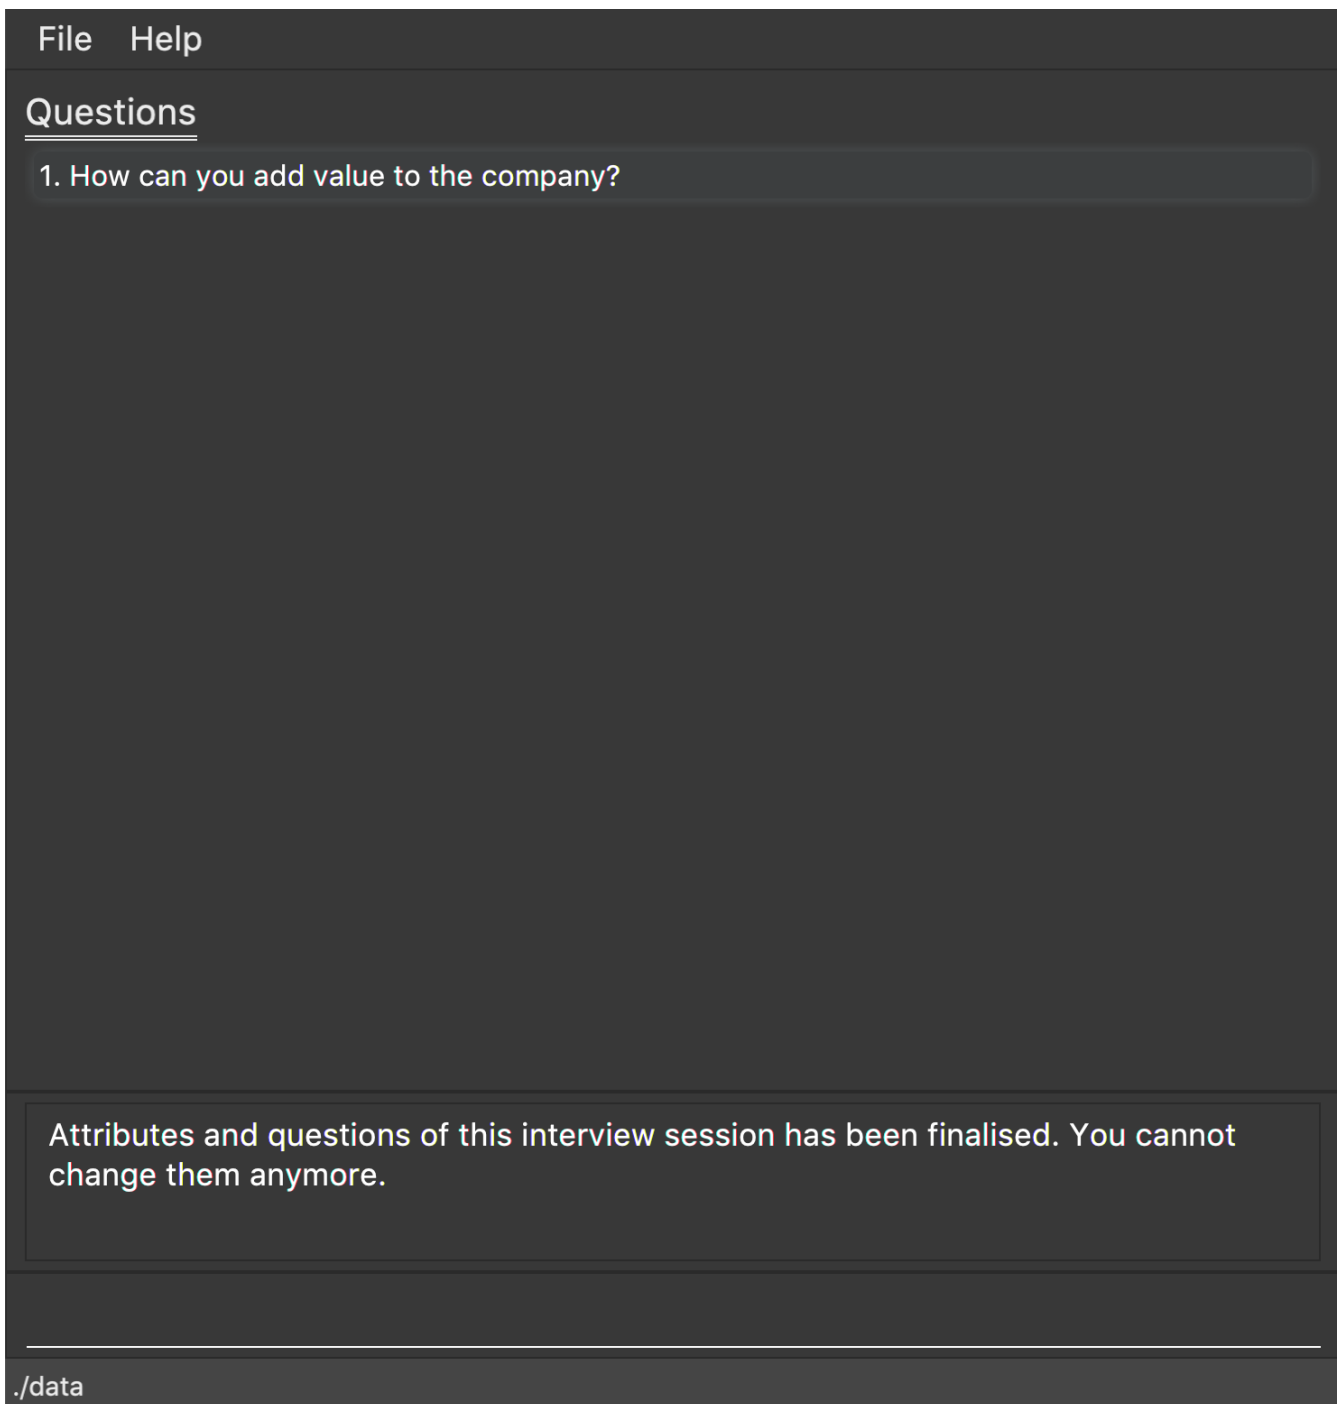 File Help
Questions
1. How can you add value to the company?
Attributes and questions of this interview session has been finalised. You cannot
change them anymore.
./data